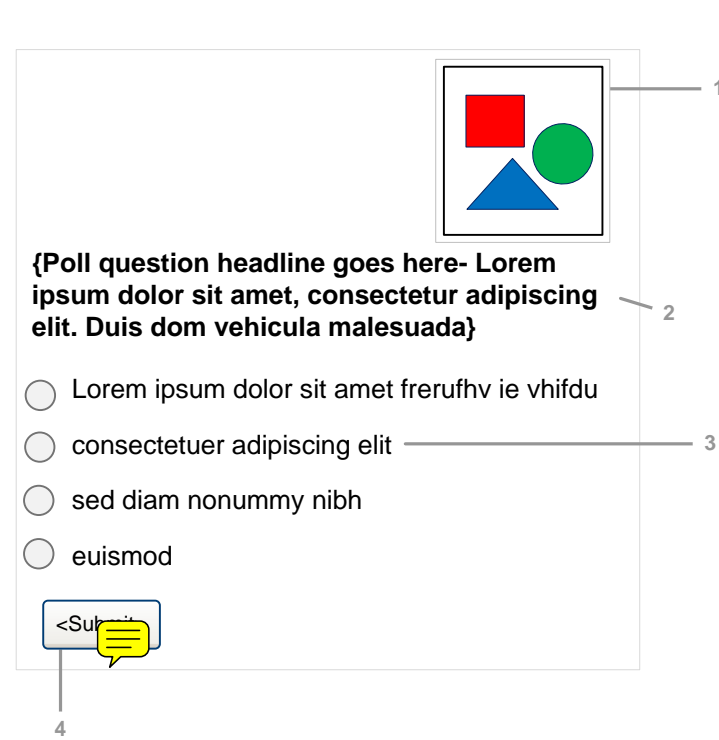 1
{Poll question headline goes here- Lorem
ipsum dolor sit amet, consectetur adipiscing
elit. Duis dom vehicula malesuada}
2
Lorem ipsum dolor sit amet frerufhv ie vhifdu
consectetuer adipiscing elit
3
sed diam nonummy nibh
euismod
<Submit
4